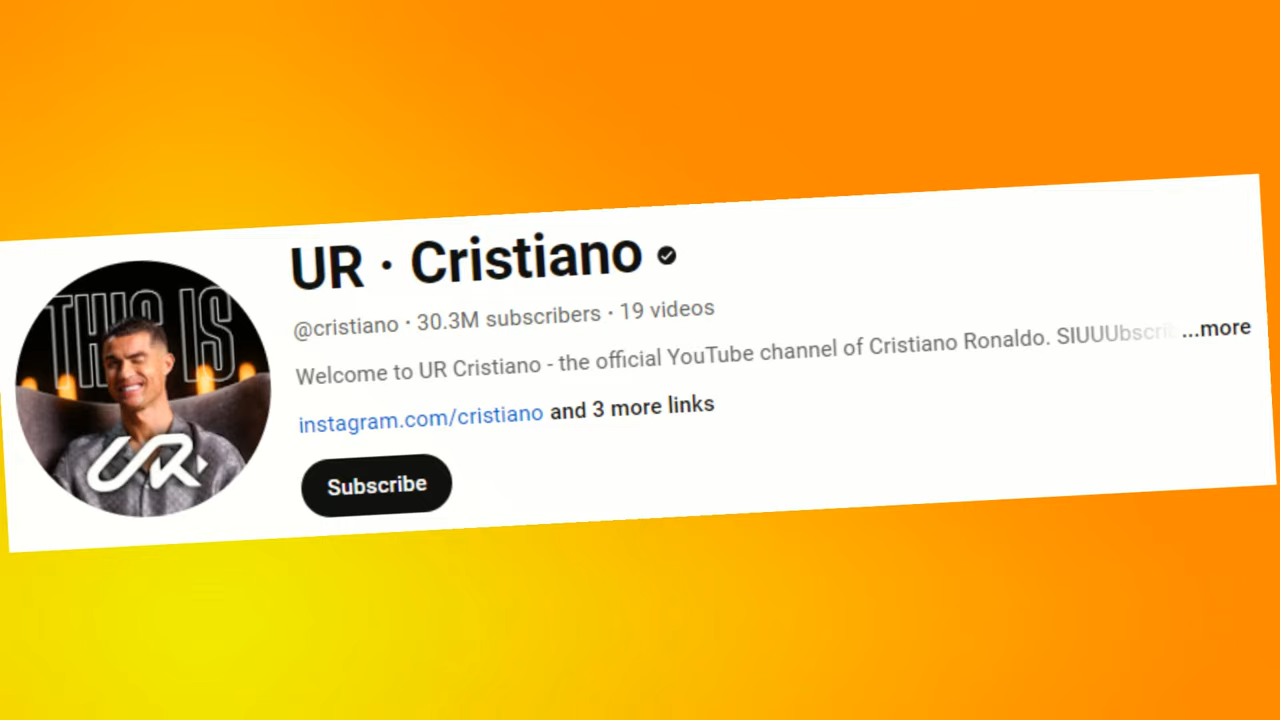 THIS IS
UR
UR · Cristiano
@cristiano · 30.3M subscribers · 19 videos
Welcome to UR Cristiano - the official YouTube channel of Cristiano Ronaldo. SIUUUbscrib ...more
instagram.com/cristiano and 3 more links
Subscribe